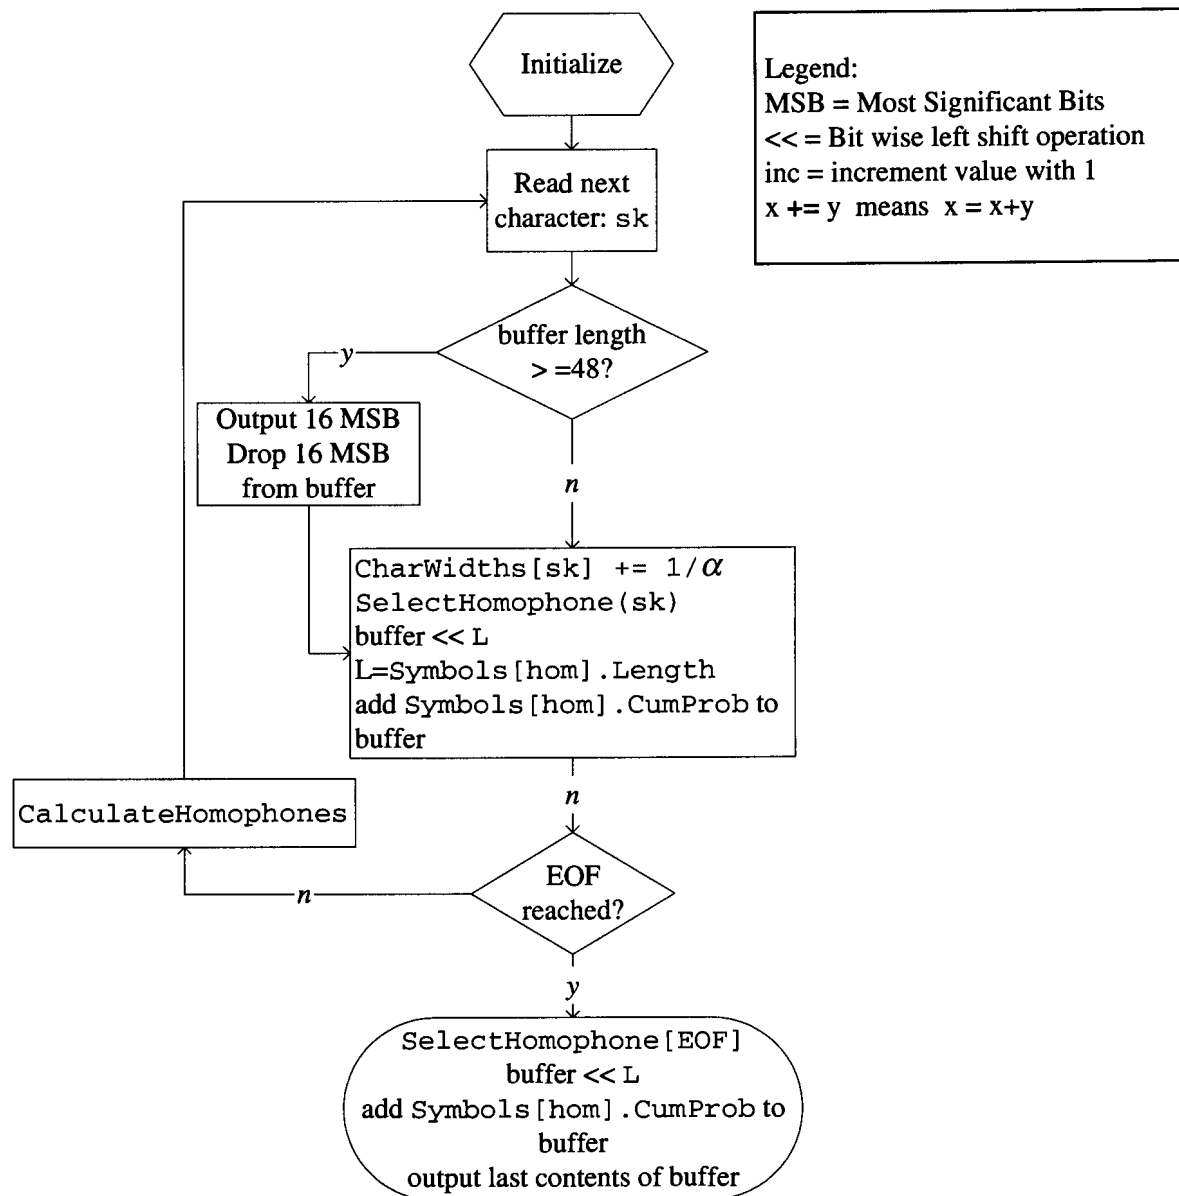 Initialize
Legend:
MSB = Most Significant Bits
<< = Bit wise left shift operation
inc = increment value with 1
x += y means x = x+y
Read next
character: sk
buffer length
> =48?
y
Output 16 MSB
Drop 16 MSB
from buffer
n
CharWidths[sk] += 1/α
SelectHomophone(sk)
buffer << L
L=Symbols[hom].Length
add Symbols[hom].CumProb to
buffer
n
CalculateHomophones
EOF
reached?
n
y
SelectHomophone[EOF]
buffer << L
add Symbols[hom].CumProb to
buffer
output last contents of buffer